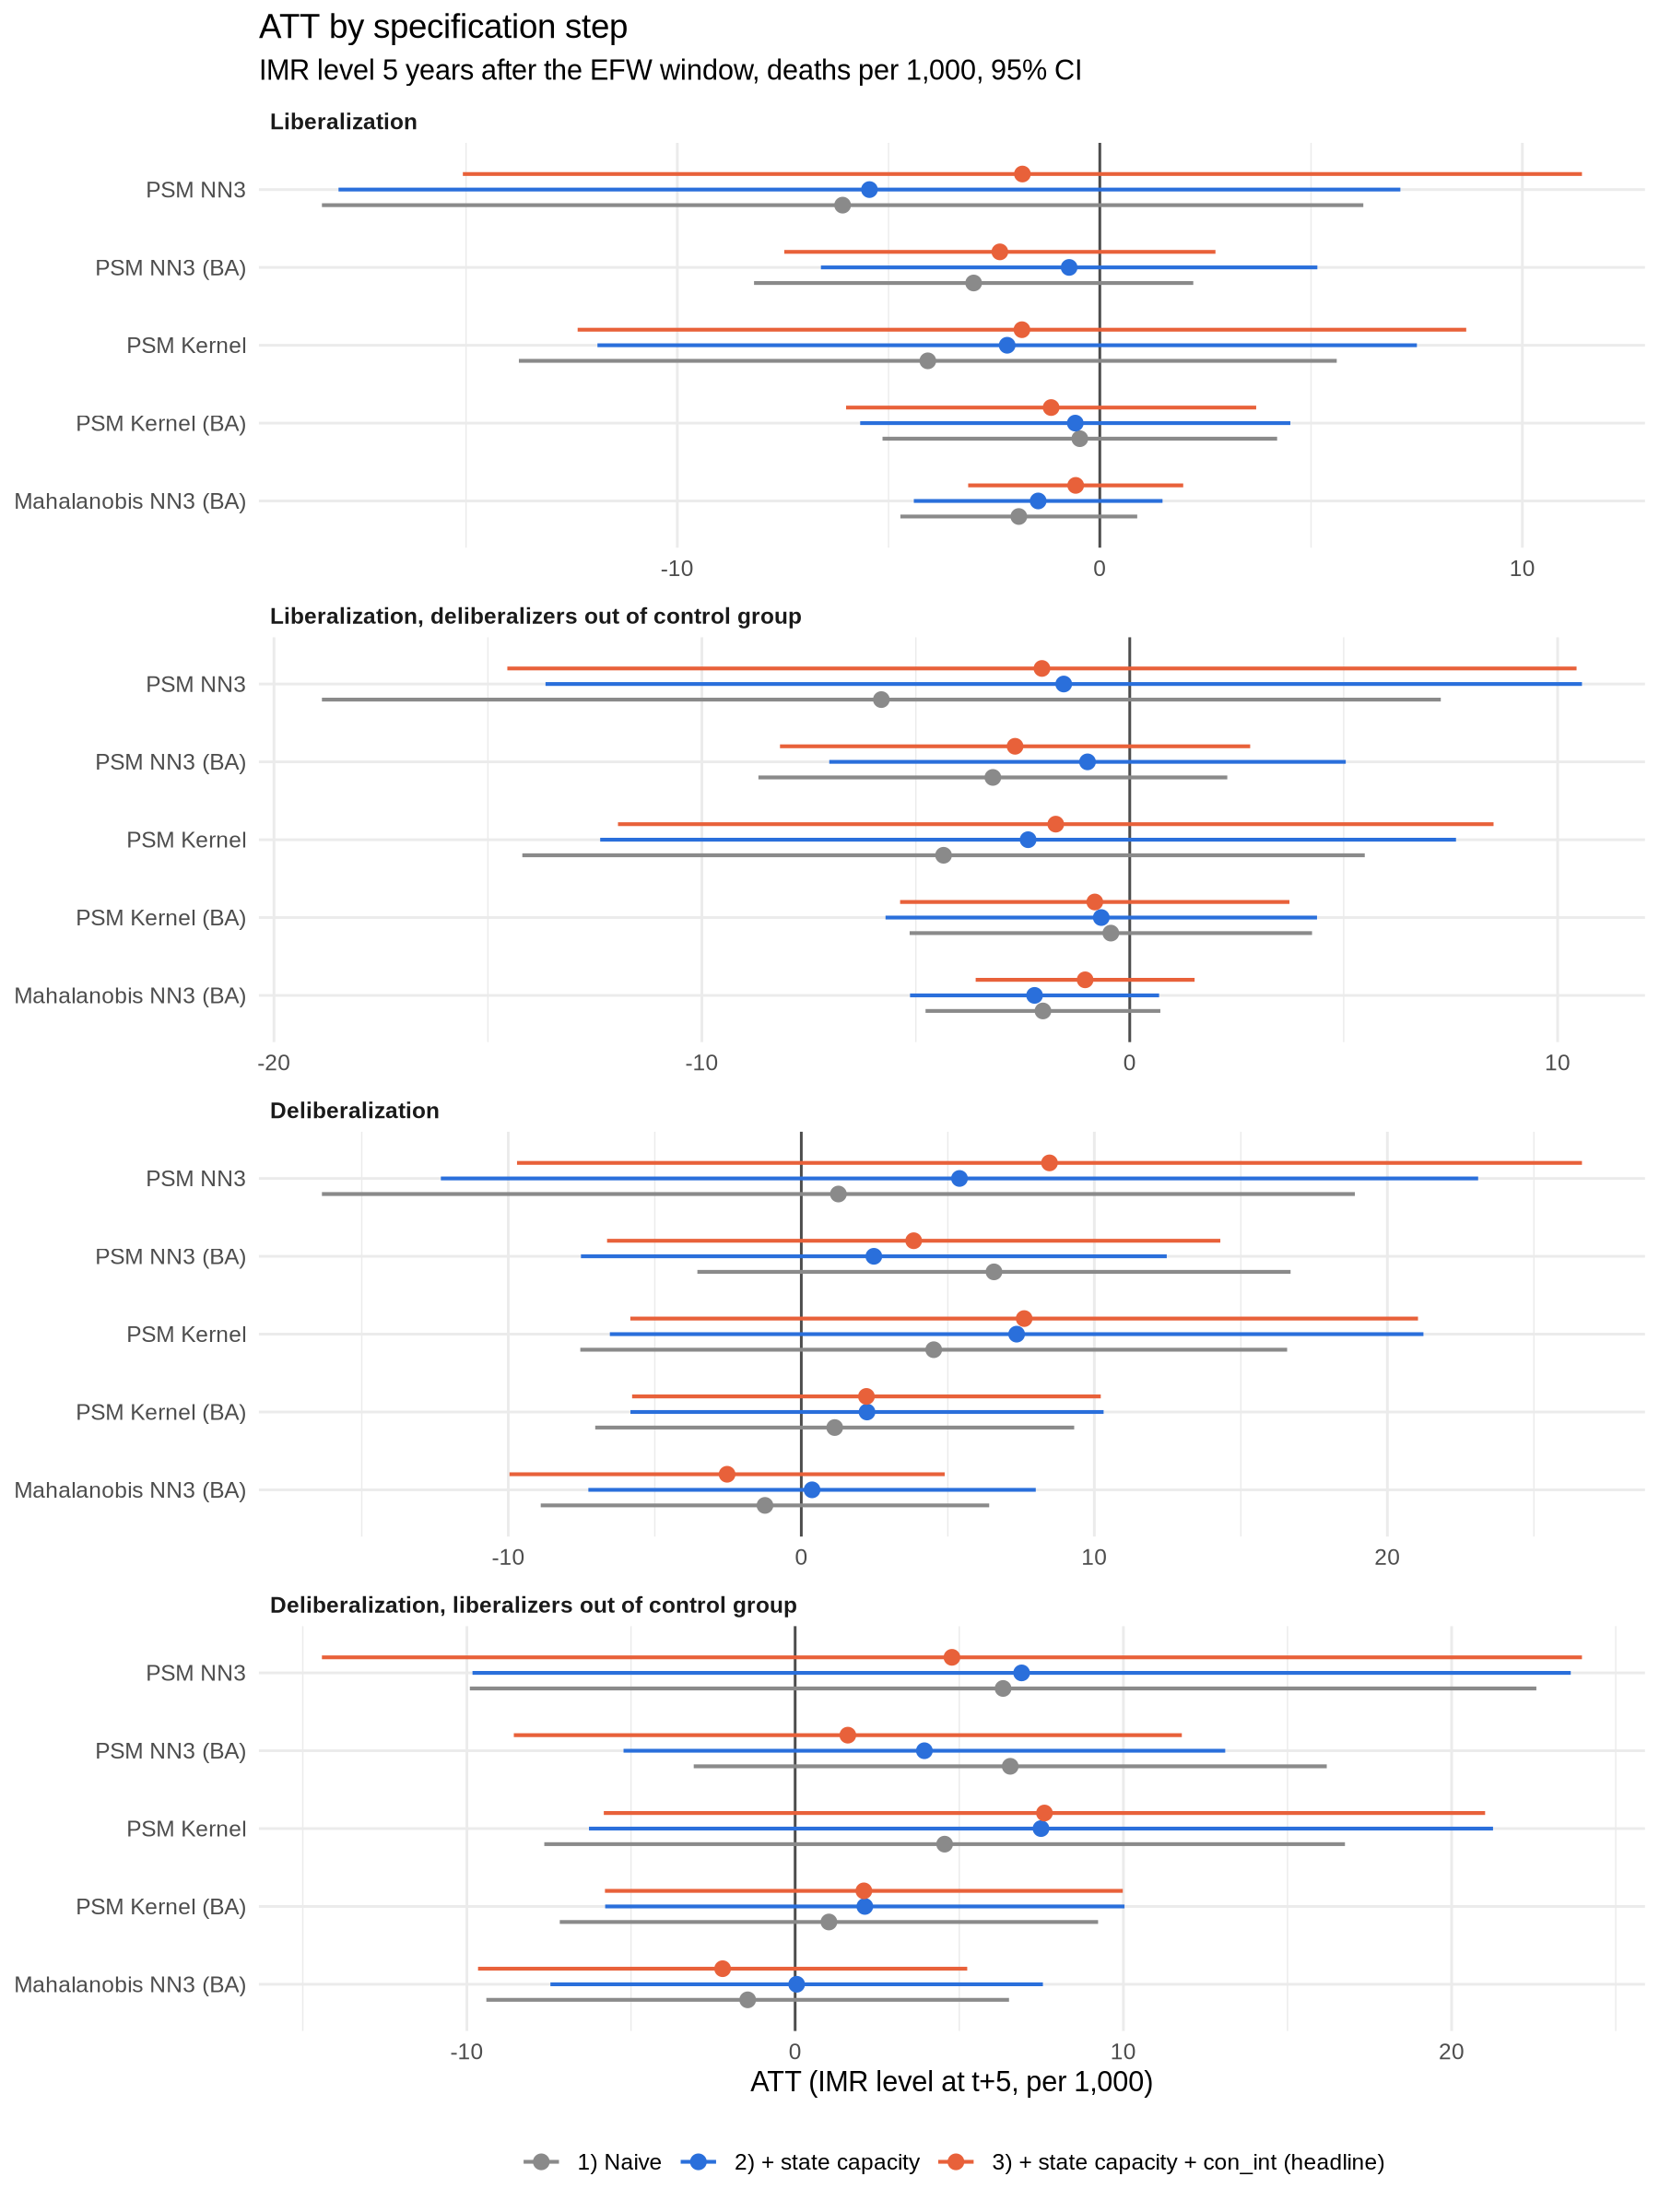 ATT by specification step
IMR level 5 years after the EFW window, deaths per 1,000, 95% CI
Liberalization
PSM NN3
PSM NN3 (BA)
PSM Kernel
PSM Kernel (BA)
Mahalanobis NN3 (BA)
-10 0 10
Liberalization, deliberalizers out of control group
PSM NN3
PSM NN3 (BA)
PSM Kernel
PSM Kernel (BA)
Mahalanobis NN3 (BA)
-20 -10 0 10
Deliberalization
PSM NN3
PSM NN3 (BA)
PSM Kernel
PSM Kernel (BA)
Mahalanobis NN3 (BA)
-10 0 10 20
Deliberalization, liberalizers out of control group
PSM NN3
PSM NN3 (BA)
PSM Kernel
PSM Kernel (BA)
Mahalanobis NN3 (BA)
-10 0 10 20
ATT (IMR level at t+5, per 1,000)
1) Naive 2) + state capacity 3) + state capacity + con_int (headline)